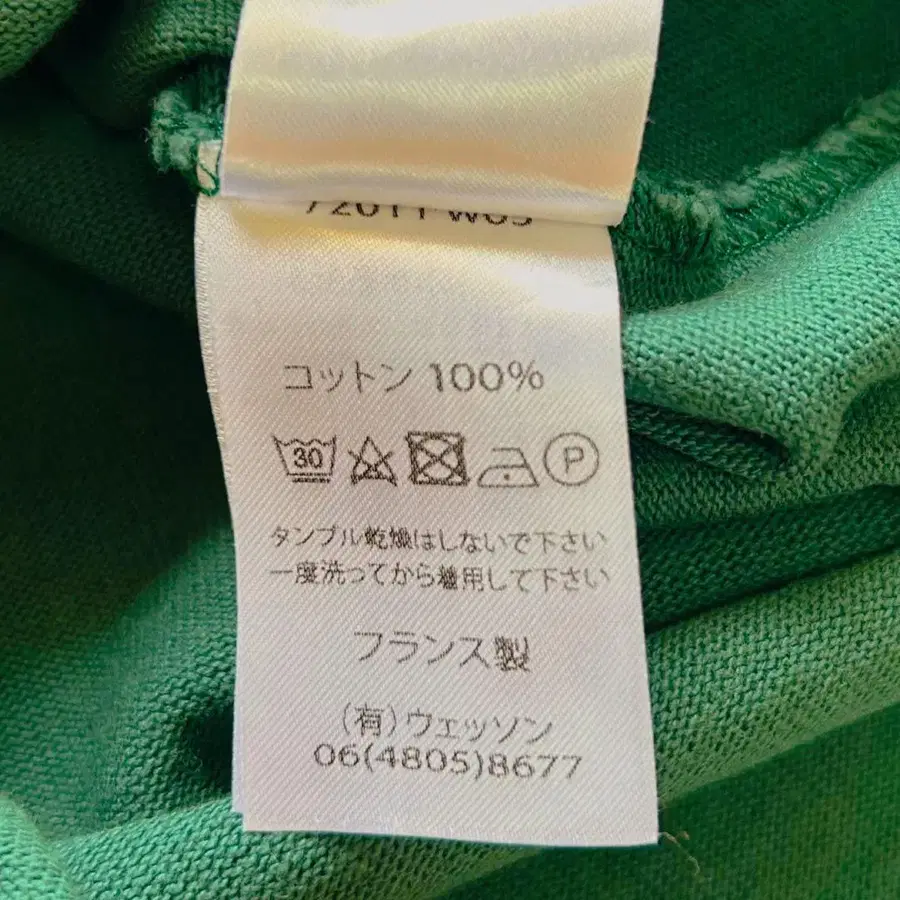 コットン 100%
30 P
タンブル乾燥はしないで下さい
一度洗ってから着用して下さい
フランス製
(有)ウェッソン
06(4805)8677